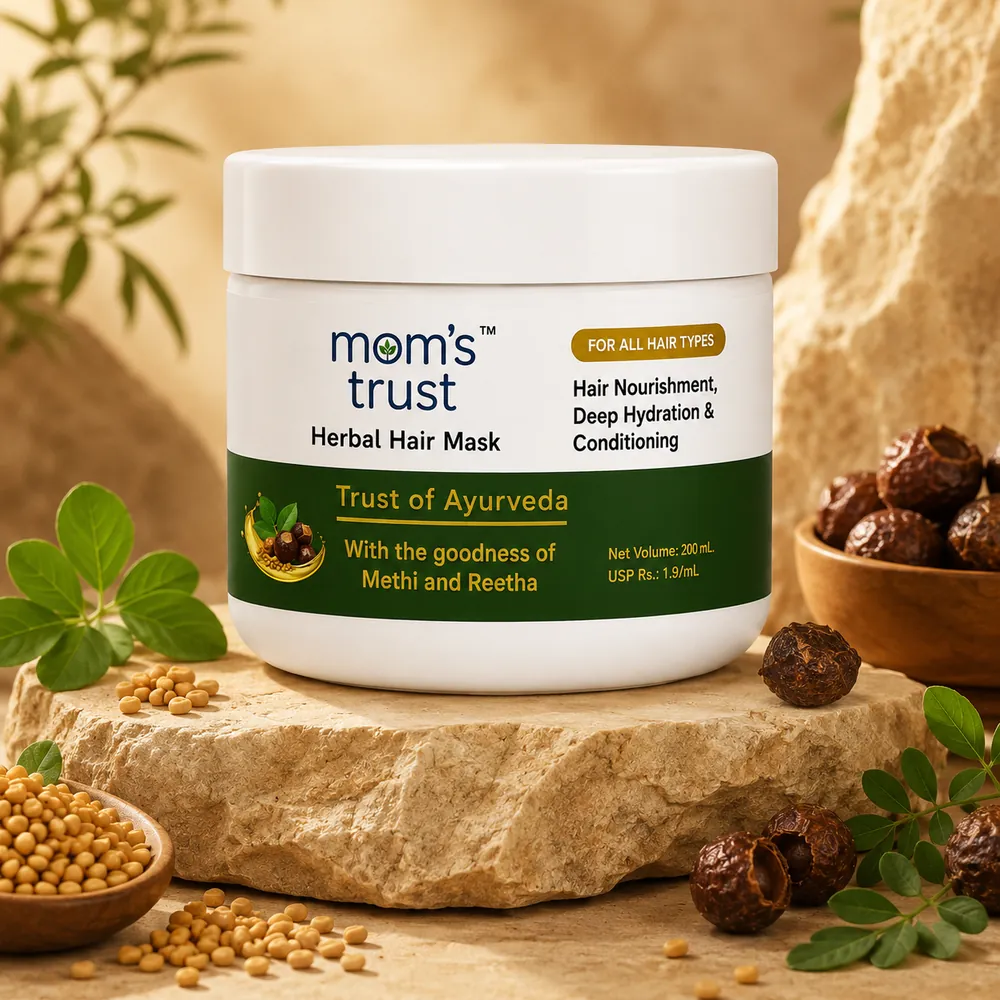 mom's™
trust
Herbal Hair Mask
FOR ALL HAIR TYPES
Hair Nourishment,
Deep Hydration &
Conditioning
Trust of Ayurveda
With the goodness of
Methi and Reetha
Net Volume: 200 mL.
USP Rs.: 1.9/mL